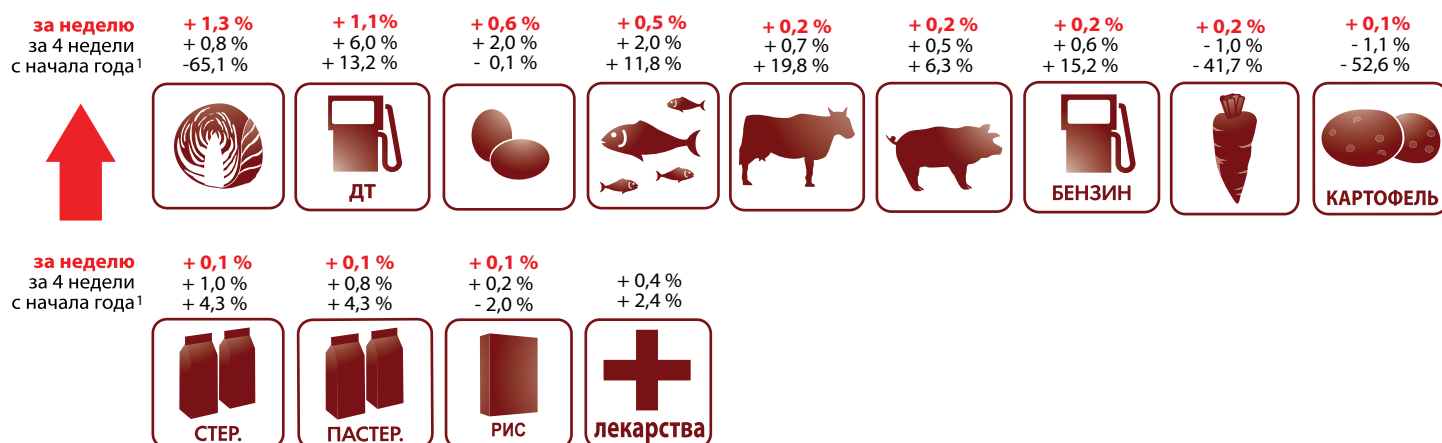 за неделю + 1,3 % + 1,1% + 0,6 % + 0,5 % + 0,2 % + 0,2 % + 0,2 % + 0,2 % + 0,1%
за 4 недели + 0,8 % + 6,0 % + 2,0 % + 2,0 % + 0,7 % + 0,5 % + 0,6 % - 1,0 % - 1,1 %
с начала года¹ -65,1 % + 13,2 % - 0,1 % + 11,8 % + 19,8 % + 6,3 % + 15,2 % - 41,7 % - 52,6 %
ДТ БЕНЗИН КАРТОФЕЛЬ
за неделю + 0,1 % + 0,1 % + 0,1 %
за 4 недели + 1,0 % + 0,8 % + 0,2 % + 0,4 %
с начала года¹ + 4,3 % + 4,3 % - 2,0 % + 2,4 %
СТЕР. ПАСТЕР. РИС лекарства